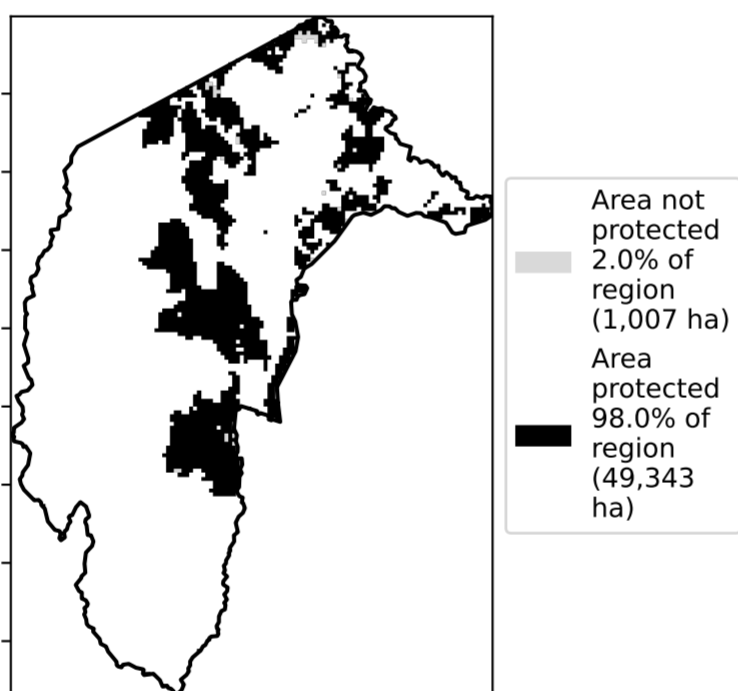 Area not
protected
2.0% of
region
(1,007 ha)
Area
protected
98.0% of
region
(49,343
ha)